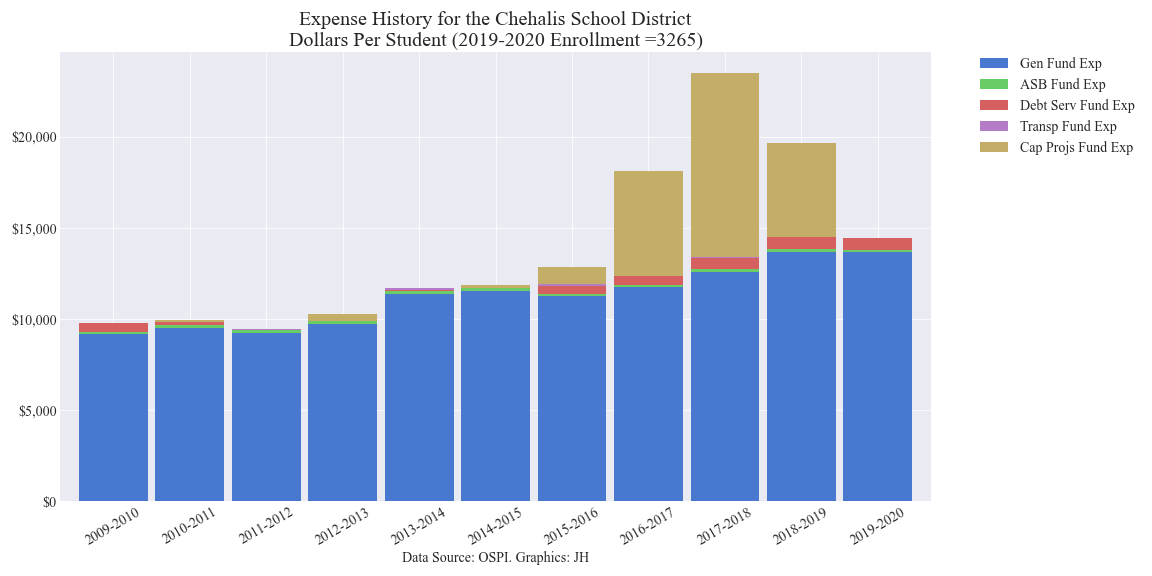 Expense History for the Chehalis School District
Dollars Per Student (2019-2020 Enrollment =3265)
Gen Fund Exp
ASB Fund Exp
Debt Serv Fund Exp
Transp Fund Exp
Cap Projs Fund Exp
$20,000
$15,000
$10,000
$5,000
$0
2009-2010
2010-2011
2011-2012
2012-2013
2013-2014
2014-2015
2015-2016
2016-2017
2017-2018
2018-2019
2019-2020
Data Source: OSPI. Graphics: JH